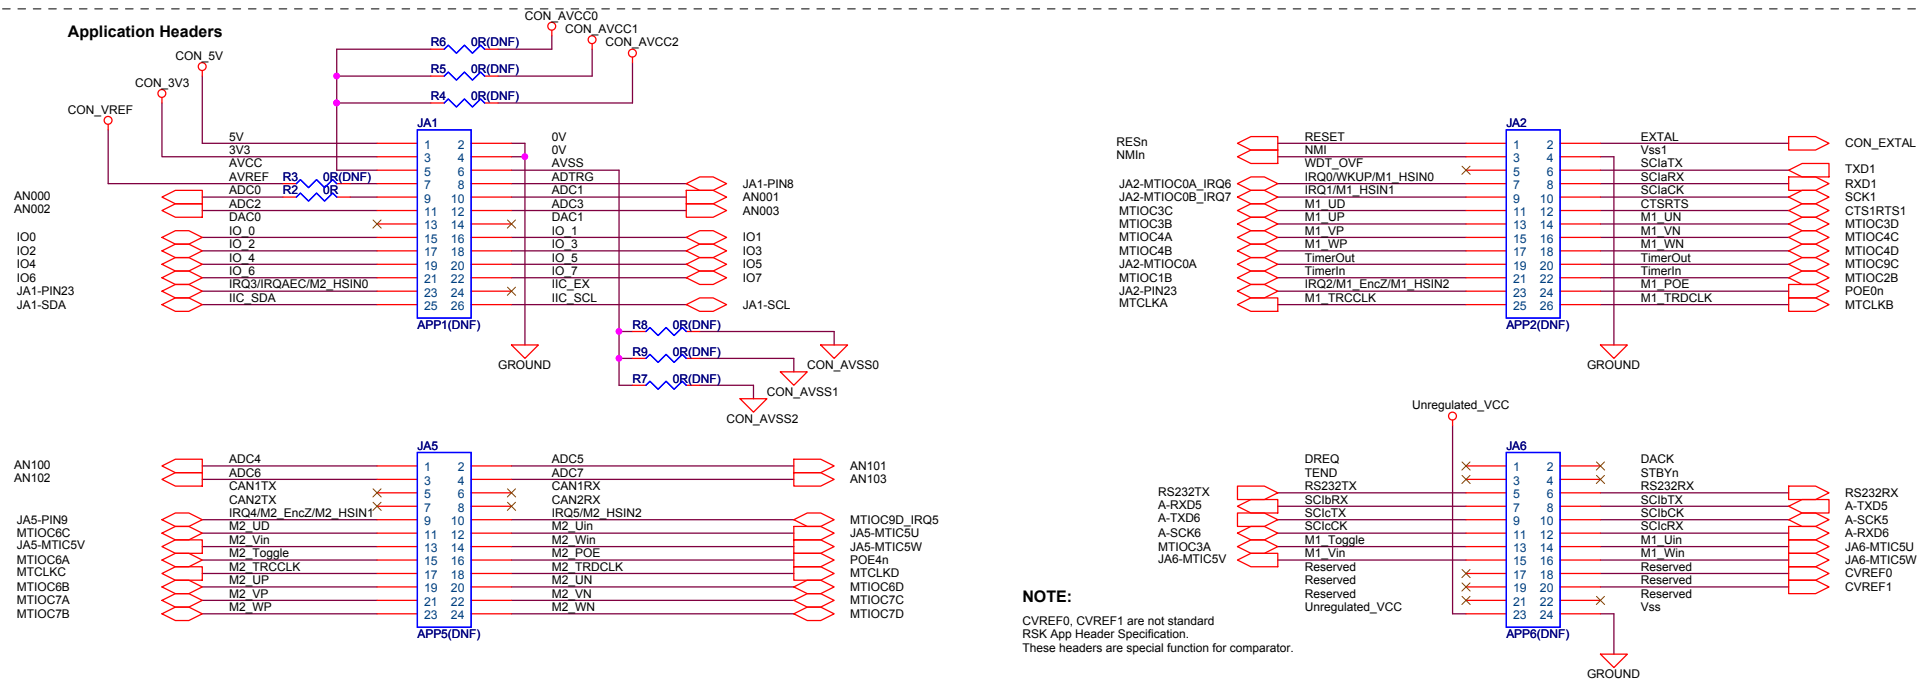 Application Headers
CON_AVCC0
CON_AVCC1
CON_AVCC2
CON_5V
CON_3V3
CON_VREF
R6 0R(DNF)
R5 0R(DNF)
R4 0R(DNF)
JA1
5V 1 2 0V
3V3 3 4 0V
AVCC 5 6 AVSS
AVREF R3 0R(DNF) 7 8 ADTRG JA1-PIN8
AN000 ADC0 R2 0R 9 10 ADC1 AN001
AN002 ADC2 11 12 ADC3 AN003
DAC0 13 14 DAC1
IO0 IO_0 15 16 IO_1 IO1
IO2 IO_2 17 18 IO_3 IO3
IO4 IO_4 19 20 IO_5 IO5
IO6 IO_6 21 22 IO_7 IO7
JA1-PIN23 IRQ3/IRQAEC/M2_HSIN0 23 24 IIC_EX
JA1-SDA IIC_SDA 25 26 IIC_SCL JA1-SCL
APP1(DNF)
R8 0R(DNF)
R9 0R(DNF)
R7 0R(DNF)
GROUND
CON_AVSS0
CON_AVSS1
CON_AVSS2
JA2
RESn RESET 1 2 EXTAL CON_EXTAL
NMIn NMI 3 4 Vss1
WDT_OVF 5 6 SCIaTX TXD1
JA2-MTIOC0A_IRQ6 IRQ0/WKUP/M1_HSIN0 7 8 SCIaRX RXD1
JA2-MTIOC0B_IRQ7 IRQ1/M1_HSIN1 9 10 SCIaCK SCK1
MTIOC3C M1_UD 11 12 CTSRTS CTS1RTS1
MTIOC3B M1_UP 13 14 M1_UN MTIOC3D
MTIOC4A M1_VP 15 16 M1_VN MTIOC4C
MTIOC4B M1_WP 17 18 M1_WN MTIOC4D
JA2-MTIOC0A TimerOut 19 20 TimerOut MTIOC9C
MTIOC1B TimerIn 21 22 TimerIn MTIOC2B
JA2-PIN23 IRQ2/M1_EncZ/M1_HSIN2 23 24 M1_POE POE0n
MTCLKA M1_TRCCLK 25 26 M1_TRDCLK MTCLKB
APP2(DNF)
GROUND
JA5
AN100 ADC4 1 2 ADC5 AN101
AN102 ADC6 3 4 ADC7 AN103
CAN1TX 5 6 CAN1RX
CAN2TX 7 8 CAN2RX
JA5-PIN9 IRQ4/M2_EncZ/M2_HSIN1 9 10 IRQ5/M2_HSIN2 MTIOC9D_IRQ5
MTIOC6C M2_UD 11 12 M2_Uin JA5-MTIC5U
JA5-MTIC5V M2_Vin 13 14 M2_Win JA5-MTIC5W
MTIOC6A M2_Toggle 15 16 M2_POE POE4n
MTCLKC M2_TRCCLK 17 18 M2_TRDCLK MTCLKD
MTIOC6B M2_UP 19 20 M2_UN MTIOC6D
MTIOC7A M2_VP 21 22 M2_VN MTIOC7C
MTIOC7B M2_WP 23 24 M2_WN MTIOC7D
APP5(DNF)
Unregulated_VCC
JA6
DREQ 1 2 DACK
TEND 3 4 STBYn
RS232TX RS232TX 5 6 RS232RX RS232RX
A-RXD5 SCIbRX 7 8 SCIbTX A-TXD5
A-TXD6 SCIcTX 9 10 SCIbCK A-SCK5
A-SCK6 SCIcCK 11 12 SCIcRX A-RXD6
MTIOC3A M1_Toggle 13 14 M1_Uin JA6-MTIC5U
JA6-MTIC5V M1_Vin 15 16 M1_Win JA6-MTIC5W
Reserved 17 18 Reserved CVREF0
Reserved 19 20 Reserved CVREF1
Reserved 21 22 Reserved
Unregulated_VCC 23 24 Vss
APP6(DNF)
GROUND
NOTE:
CVREF0, CVREF1 are not standard
RSK App Header Specification.
These headers are special function for comparator.